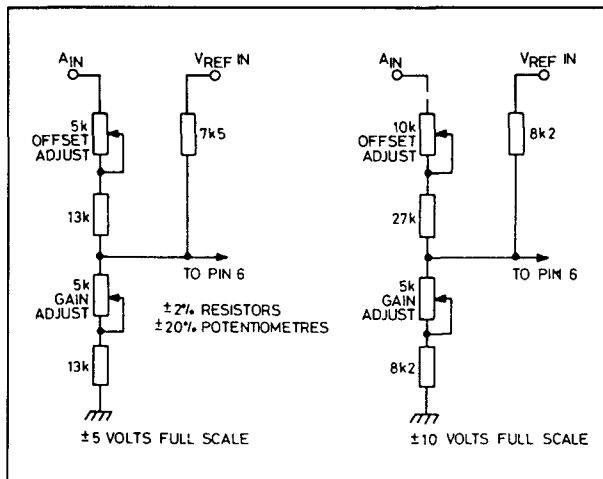 AIN
VREF IN
5k
OFFSET
ADJUST
7k5
13k
TO PIN 6
5k
GAIN
ADJUST
13k
±2% RESISTORS
±20% POTENTIOMETRES
±5 VOLTS FULL SCALE
AIN
VREF IN
10k
OFFSET
ADJUST
8k2
27k
TO PIN 6
5k
GAIN
ADJUST
8k2
±10 VOLTS FULL SCALE